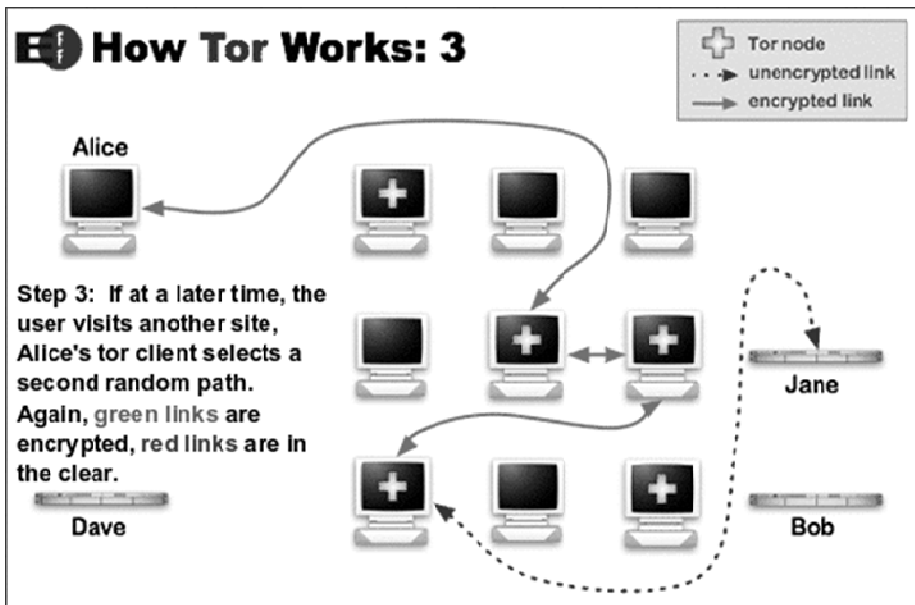 EFF How Tor Works: 3
Tor node
unencrypted link
encrypted link
Alice
Step 3: If at a later time, the
user visits another site,
Alice's tor client selects a
second random path.
Again, green links are
encrypted, red links are in
the clear.
Jane
Dave
Bob